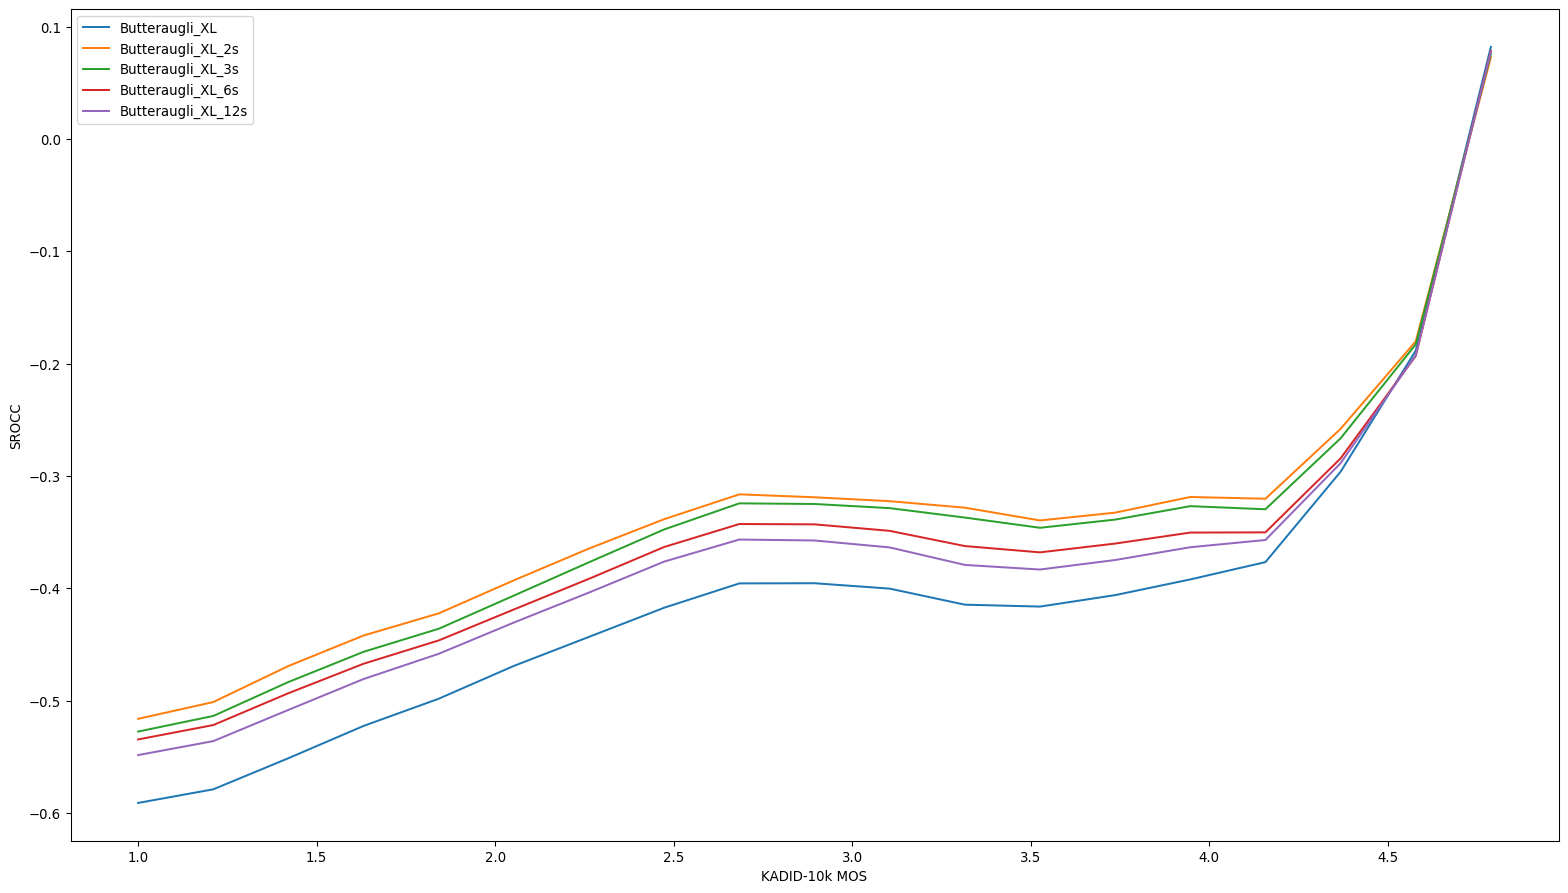 Butteraugli_XL
Butteraugli_XL_2s
Butteraugli_XL_3s
Butteraugli_XL_6s
Butteraugli_XL_12s
0.1
0.0
−0.1
−0.2
−0.3
−0.4
−0.5
−0.6
SROCC
1.0 1.5 2.0 2.5 3.0 3.5 4.0 4.5
KADID-10k MOS